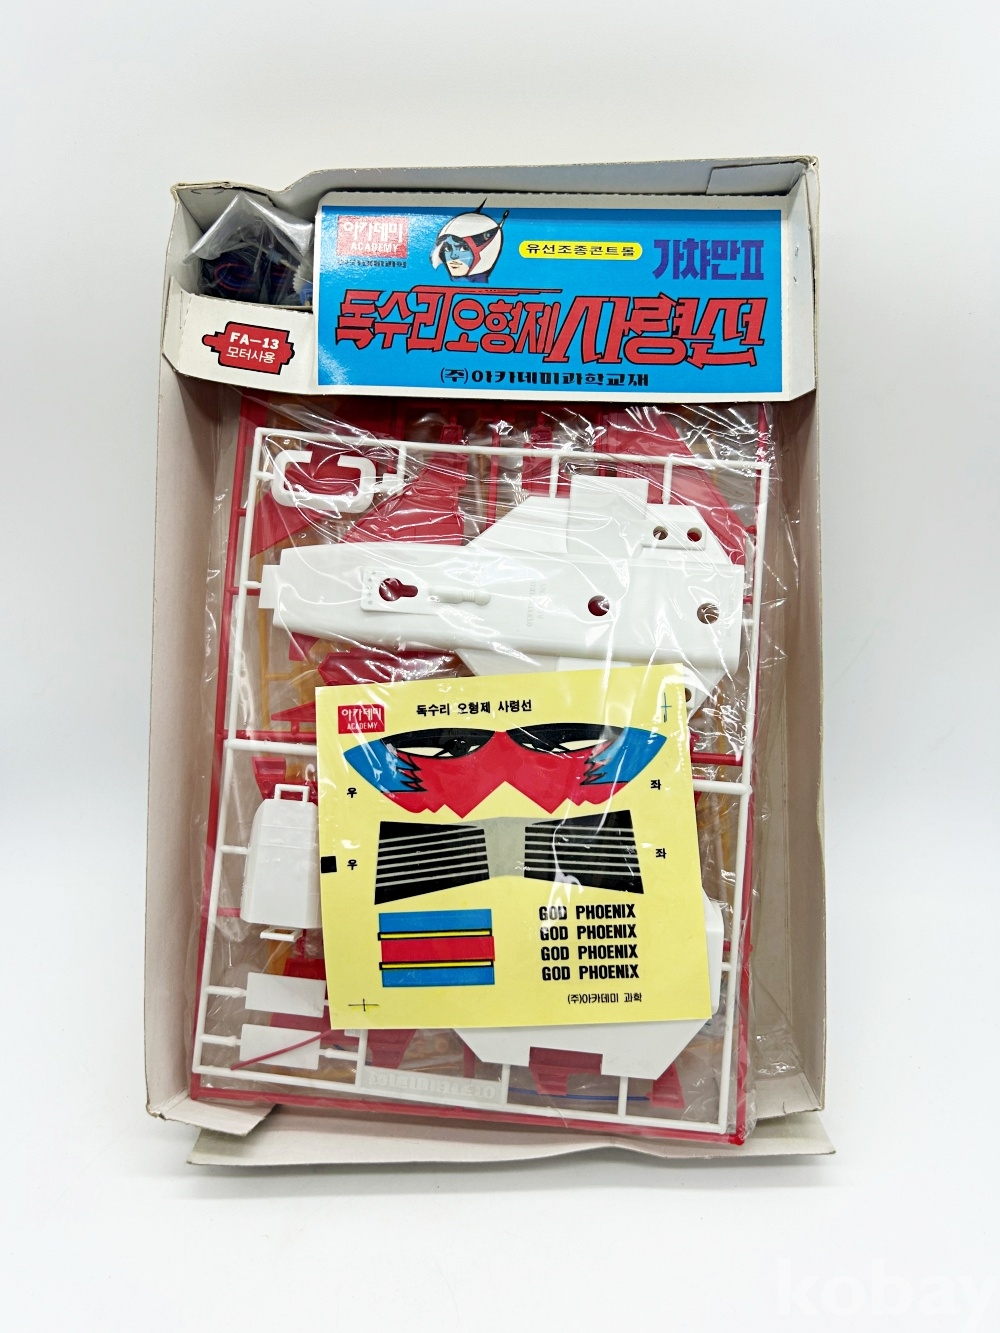 아카데미
ACADEMY
유선조종콘트롤
가챠만Ⅱ
독수리오형제 사령선
(주)아카데미과학교재
FA-13
모터사용
아카데미
ACADEMY
독수리 오형제 사령선
우
좌
우
좌
GOD PHOENIX
GOD PHOENIX
GOD PHOENIX
GOD PHOENIX
(주)아카데미 과학
kobay